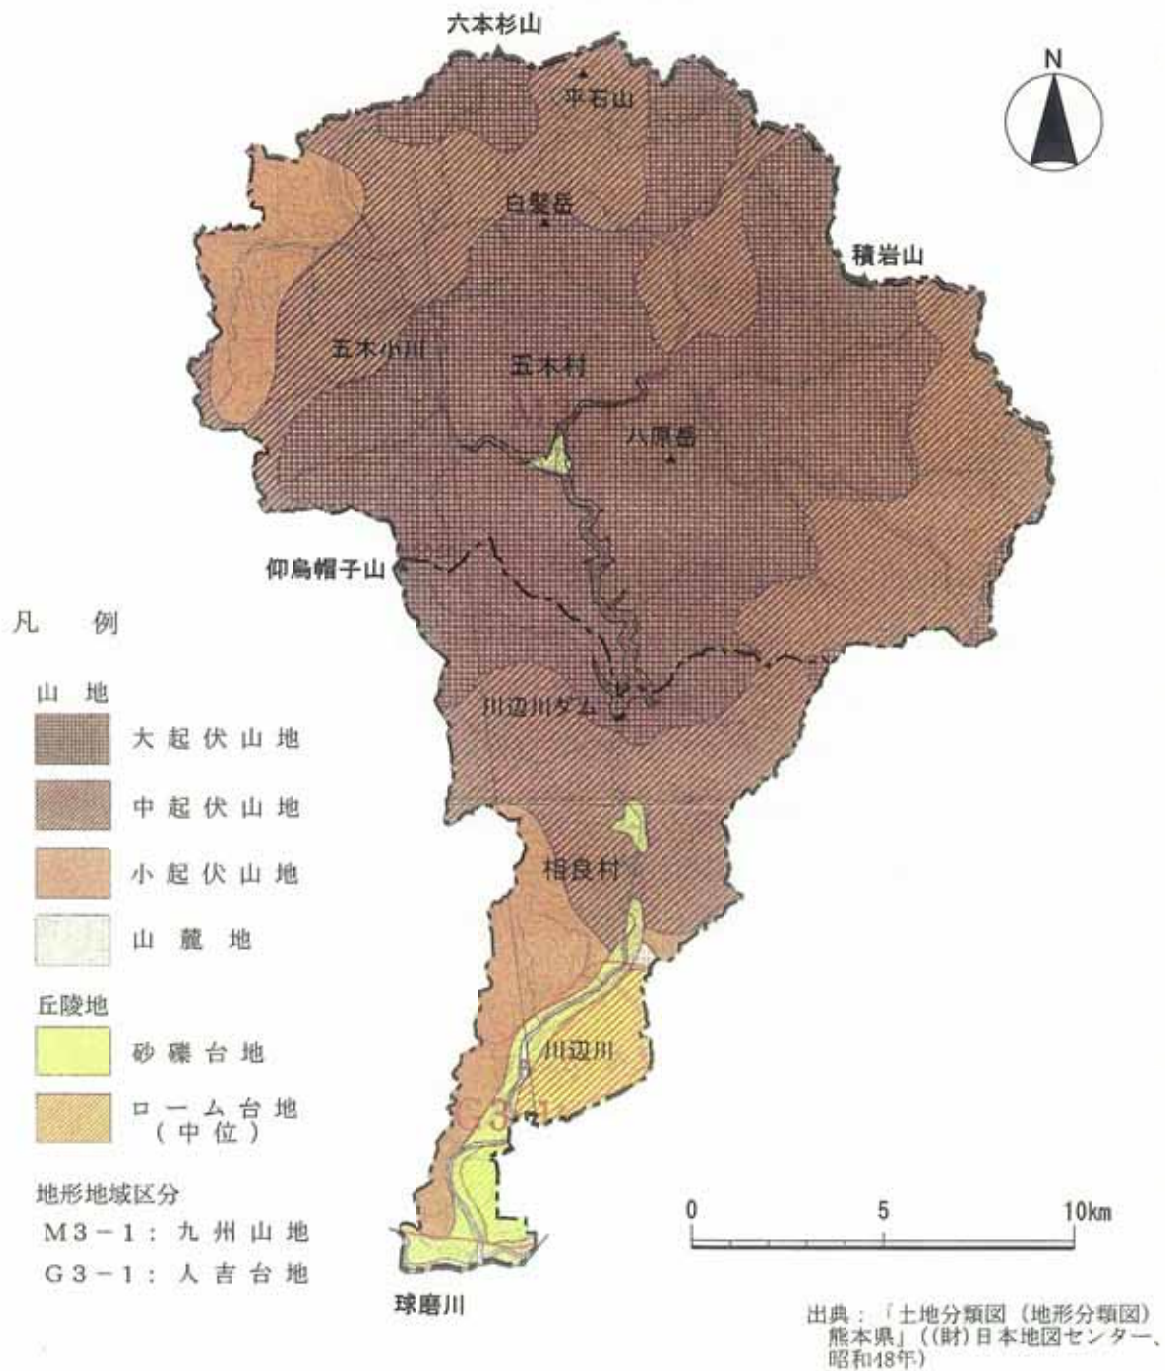 六本杉山
N
平石山
白髪岳
積岩山
五木小川
五木村
八原岳
仰烏帽子山
凡 例
山 地
川辺川ダム
大起伏山地
中起伏山地
小起伏山地
相良村
山 麓 地
丘陵地
砂礫台地
川辺川
ローム台地
(中位)
G3-1
地形地域区分
M3-1:九州山地
G3-1:人吉台地
0 5 10km
球磨川
出典:「土地分類図(地形分類図)
熊本県」((財)日本地図センター、
昭和48年)